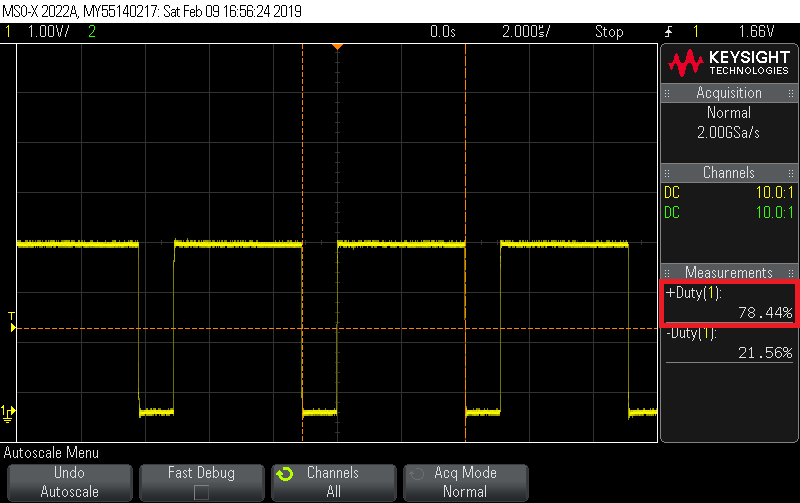 MSO-X 2022A, MY55140217: Sat Feb 09 16:56:24 2019
1 1.00V/ 2 0.0s 2.000s/ Stop 1 1.66V
KEYSIGHT
TECHNOLOGIES
Acquisition
Normal
2.00GSa/s
Channels
DC 10.0:1
DC 10.0:1
Measurements
+Duty(1):
78.44%
-Duty(1):
21.56%
T
1
Autoscale Menu
Undo
Autoscale
Fast Debug
Channels
All
Acq Mode
Normal